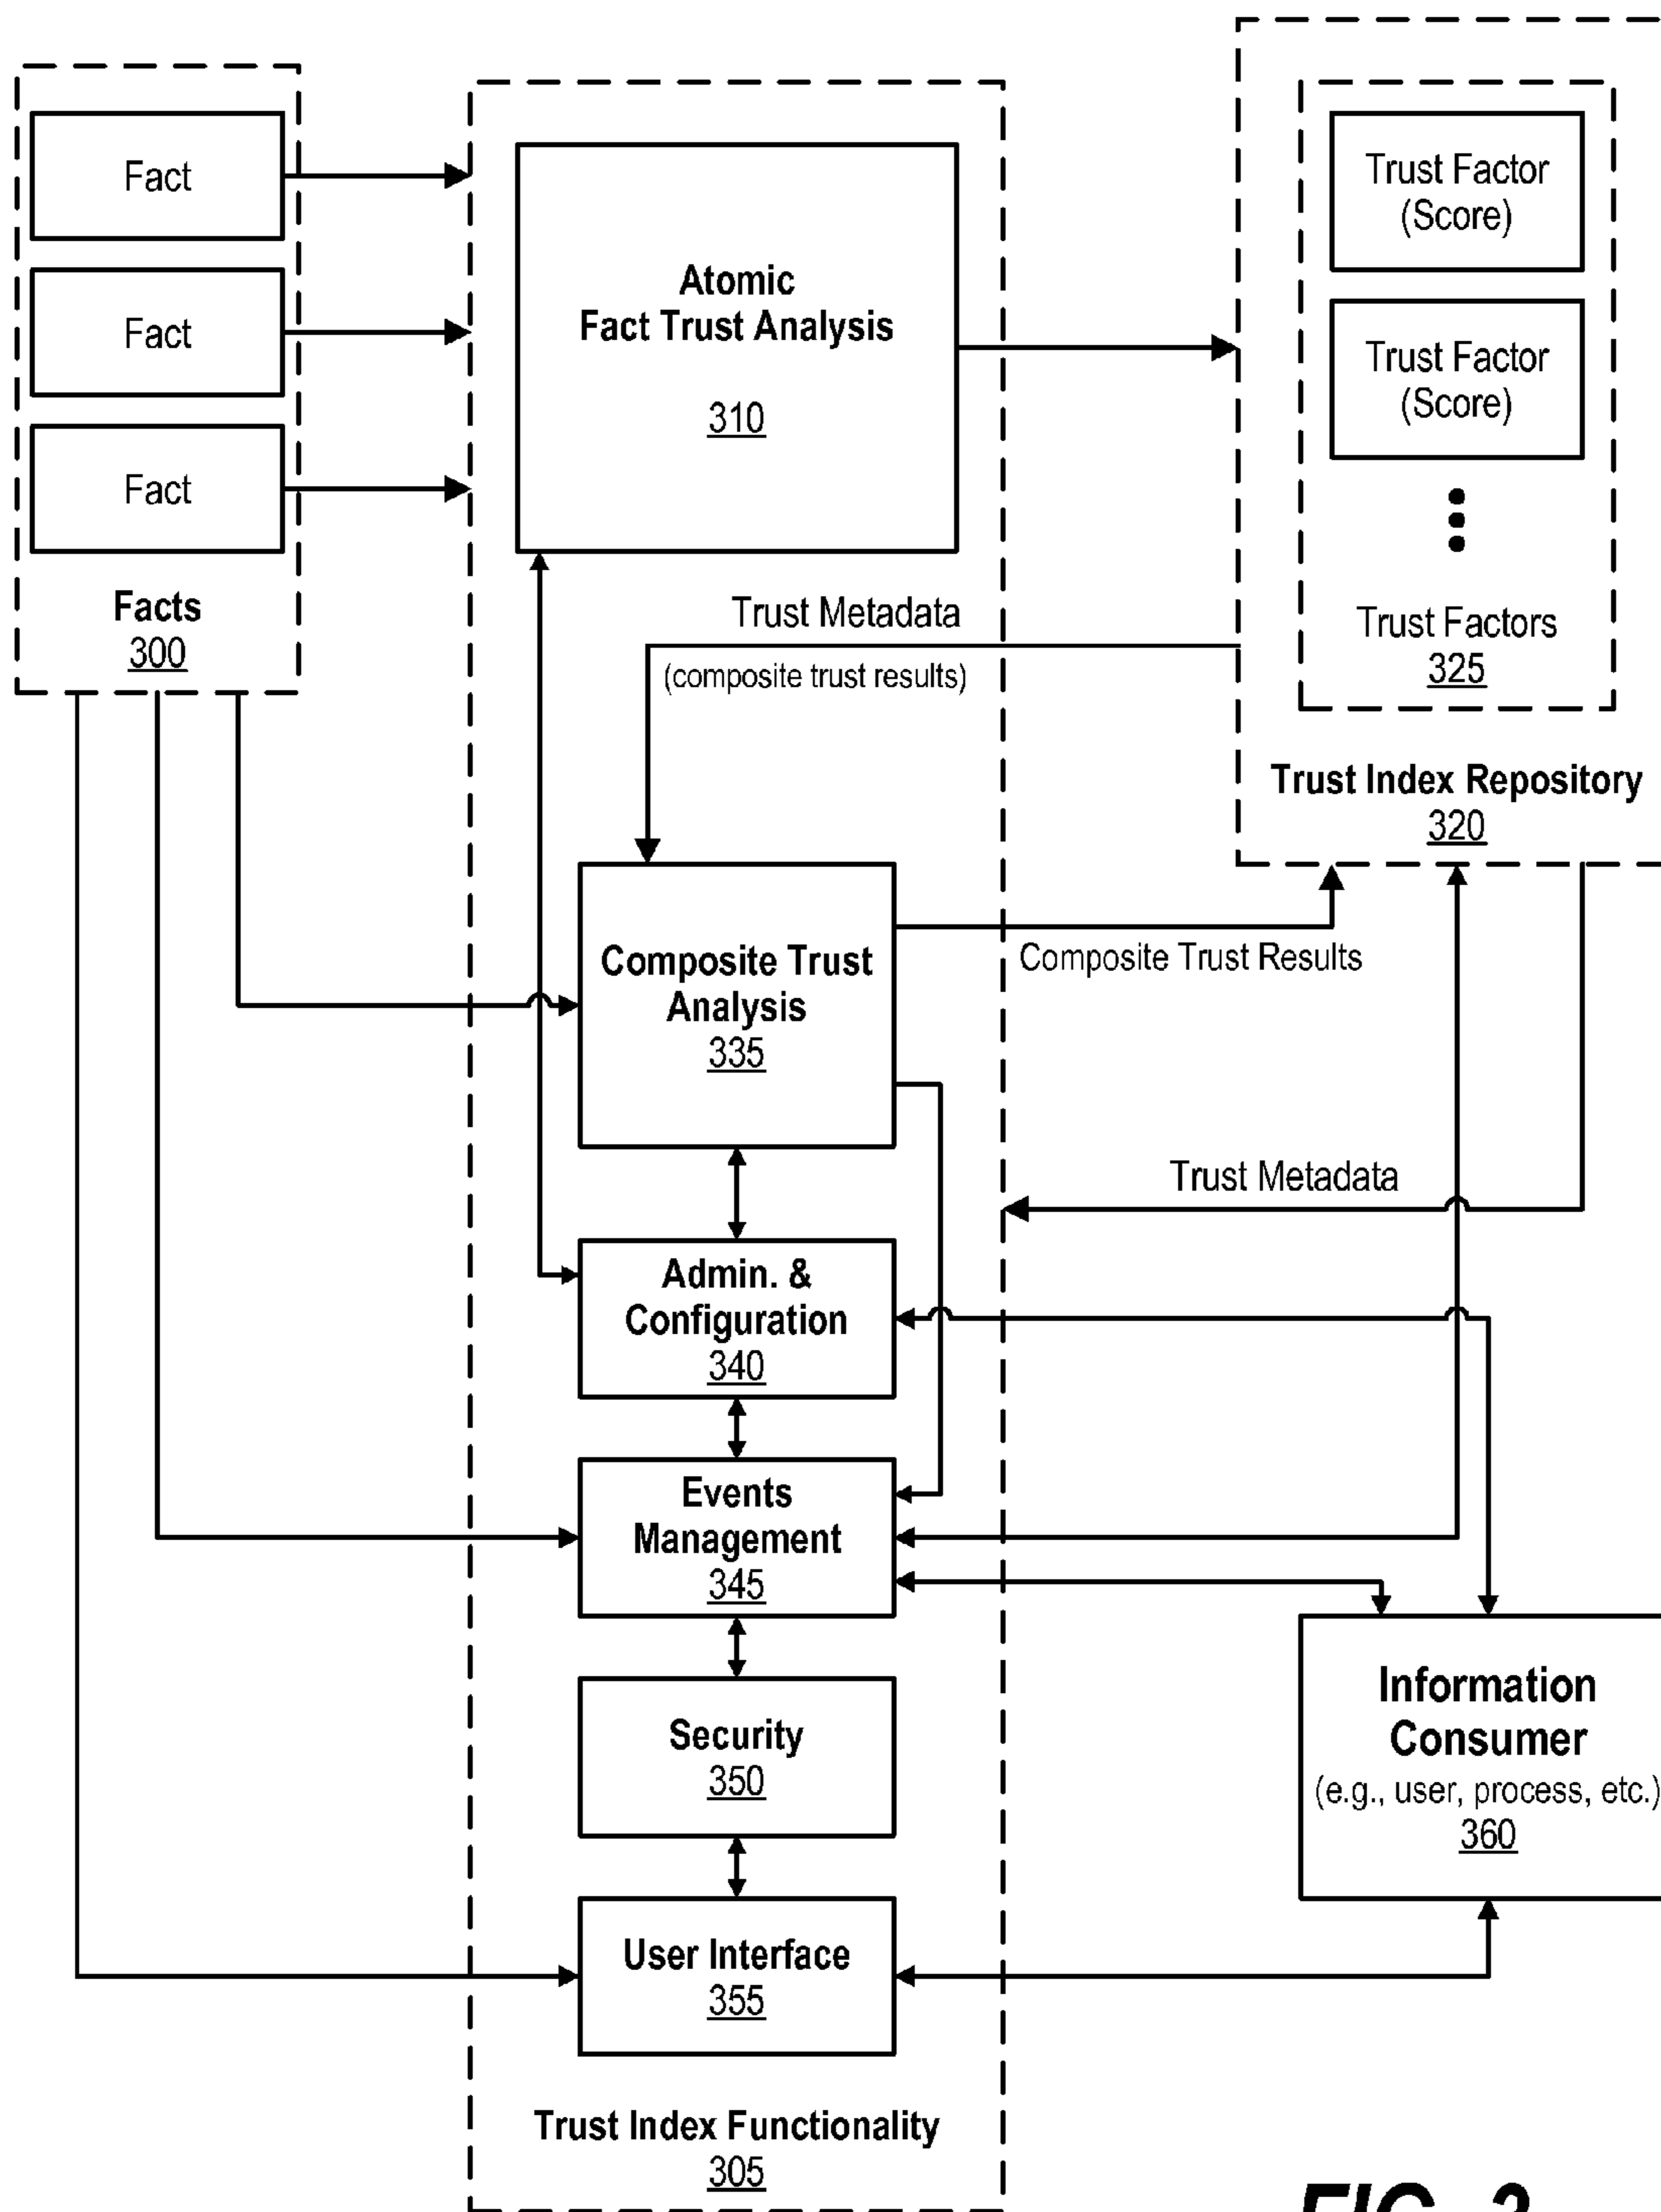 Fact
Fact
Fact
Facts
300
Atomic
Fact Trust Analysis
310
Trust Factor
(Score)
Trust Factor
(Score)
Trust Factors
325
Trust Index Repository
320
Trust Metadata
(composite trust results)
Composite Trust
Analysis
335
Composite Trust Results
Trust Metadata
Admin. &
Configuration
340
Events
Management
345
Security
350
User Interface
355
Information
Consumer
(e.g., user, process, etc.)
360
Trust Index Functionality
305